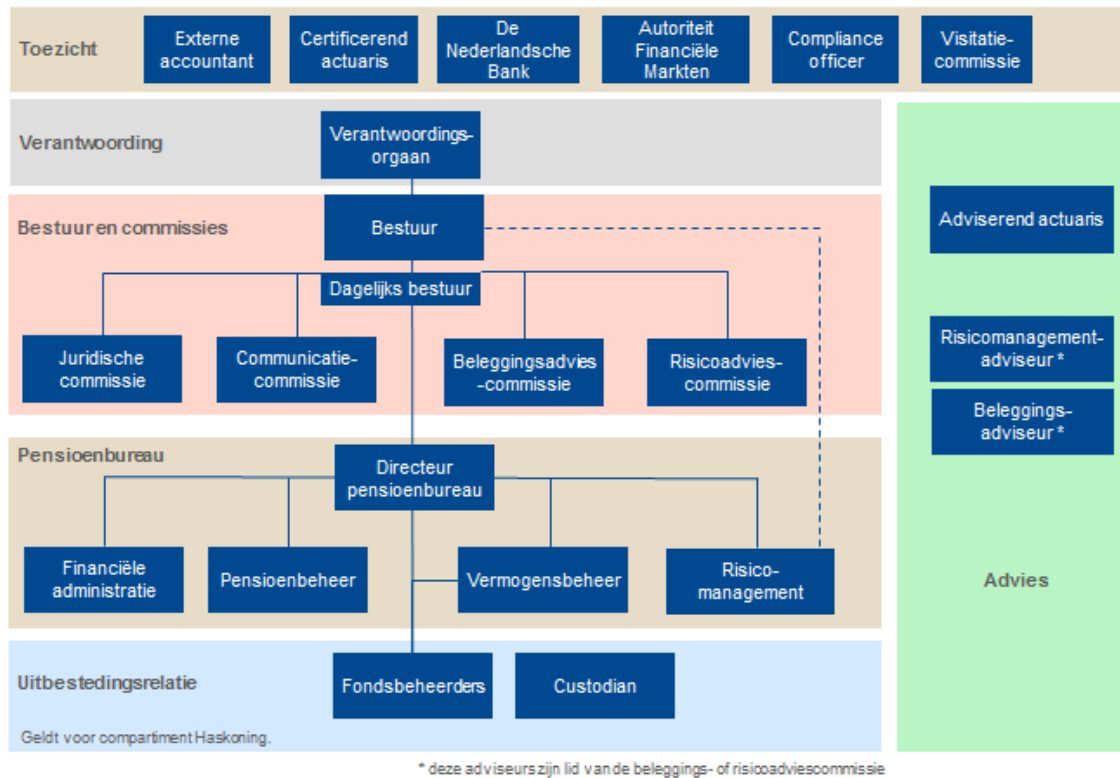 Toezicht
Externe
accountant
Certificerend
actuaris
De
Nederlandsche
Bank
Autoriteit
Financiële
Markten
Compliance
officer
Visitatie-
commissie
Verantwoording
Verantwoordings-
orgaan
Bestuur en commissies
Bestuur
Dagelijks bestuur
Juridische
commissie
Communicatie-
commissie
Beleggingsadvies
-commissie
Risicoadvies-
commissie
Pensioenbureau
Directeur
pensioenbureau
Financiële
administratie
Pensioenbeheer
Vermogensbeheer
Risico-
management
Uitbestedingsrelatie
Fondsbeheerders
Custodian
Geldt voor compartiment Haskoning.
Adviserend actuaris
Risicomanagement-
adviseur *
Beleggings-
adviseur *
Advies
* deze adviseurs zijn lid van de beleggings- of risicoadviescommissie